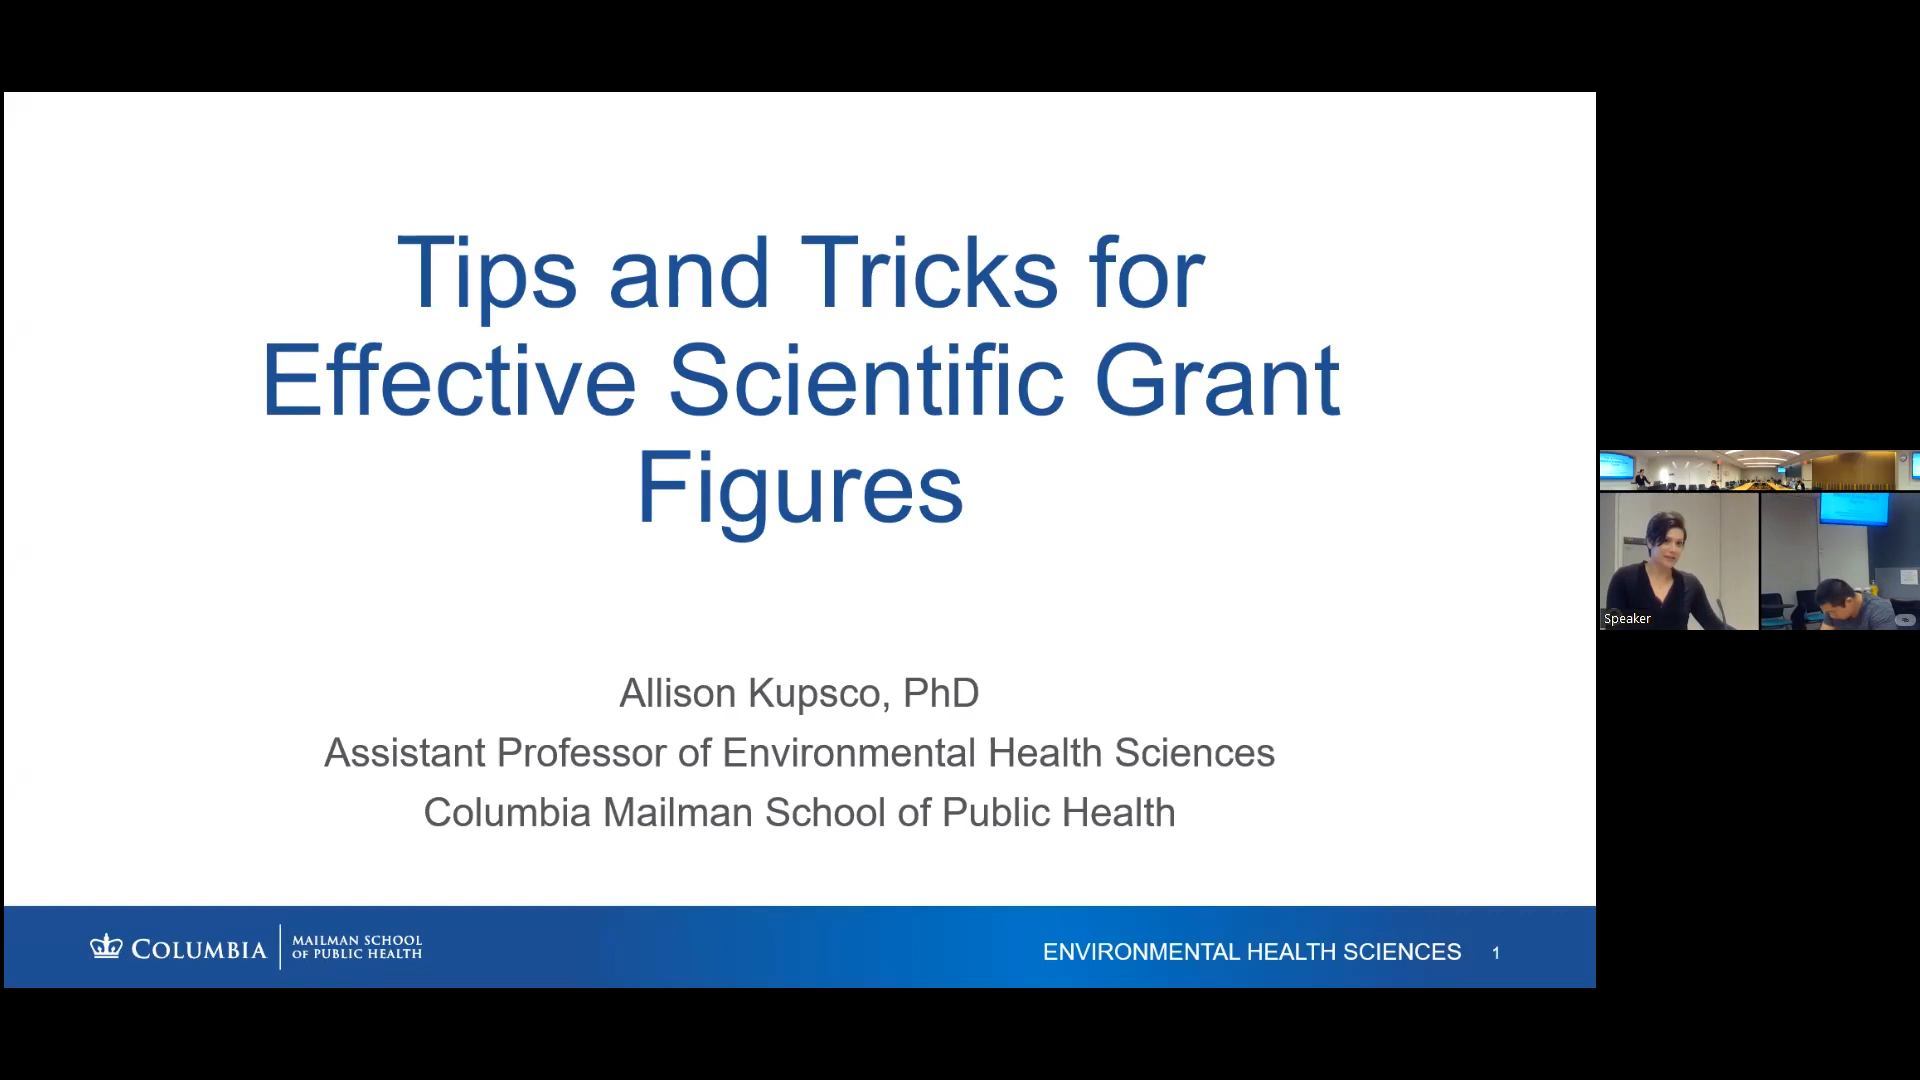 Tips and Tricks for
Effective Scientific Grant
Figures
Allison Kupsco, PhD
Assistant Professor of Environmental Health Sciences
Columbia Mailman School of Public Health
COLUMBIA
MAILMAN SCHOOL
OF PUBLIC HEALTH
ENVIRONMENTAL HEALTH SCIENCES 1
Speaker